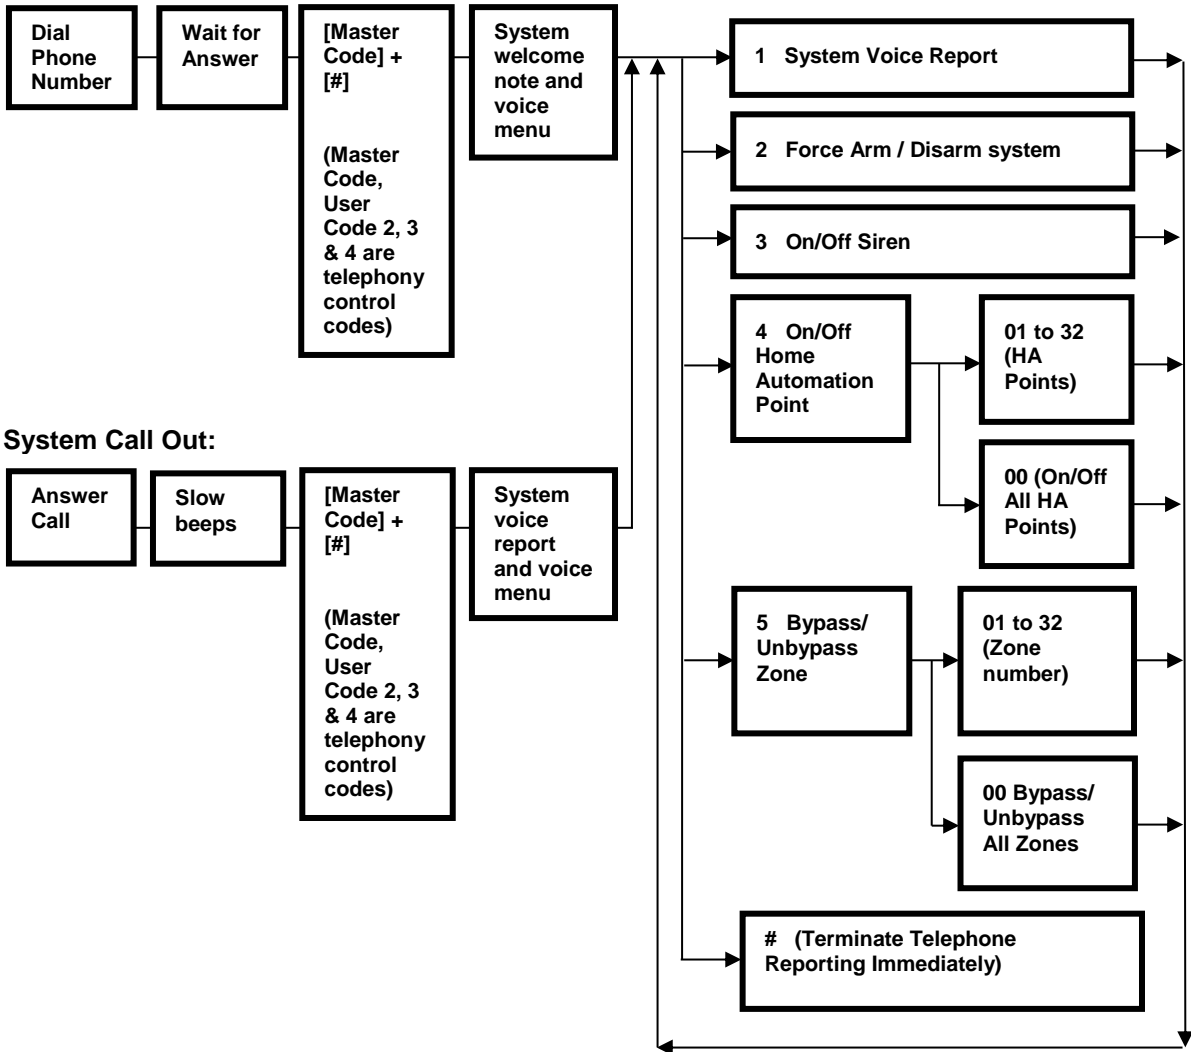 Dial
Phone
Number
Wait for
Answer
[Master
Code] +
[#]
(Master
Code,
User
Code 2, 3
& 4 are
telephony
control
codes)
System
welcome
note and
voice
menu
1 System Voice Report
2 Force Arm / Disarm system
3 On/Off Siren
4 On/Off
Home
Automation
Point
01 to 32
(HA
Points)
00 (On/Off
All HA
Points)
System Call Out:
Answer
Call
Slow
beeps
[Master
Code] +
[#]
(Master
Code,
User
Code 2, 3
& 4 are
telephony
control
codes)
System
voice
report
and voice
menu
5 Bypass/
Unbypass
Zone
01 to 32
(Zone
number)
00 Bypass/
Unbypass
All Zones
# (Terminate Telephone
Reporting Immediately)